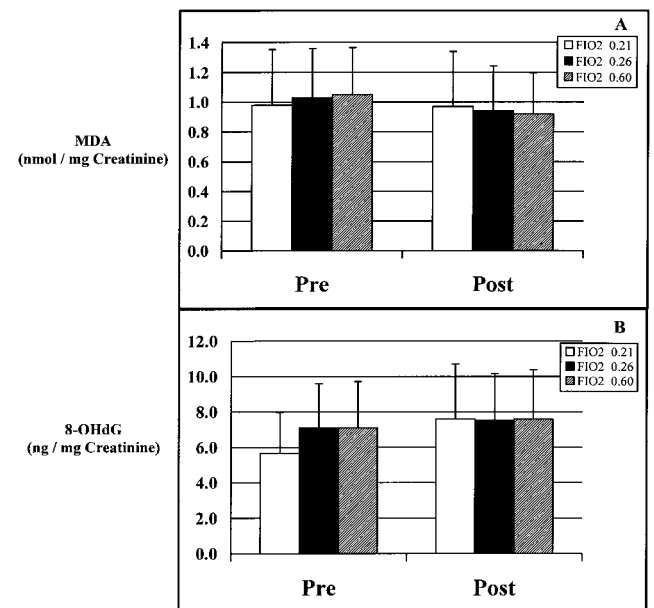 A
FIO2 0.21
FIO2 0.26
FIO2 0.60
1.4
1.2
1.0
0.8
0.6
0.4
0.2
0.0
MDA
(nmol / mg Creatinine)
Pre Post
B
FIO2 0.21
FIO2 0.26
FIO2 0.60
12.0
10.0
8.0
6.0
4.0
2.0
0.0
8-OHdG
(ng / mg Creatinine)
Pre Post